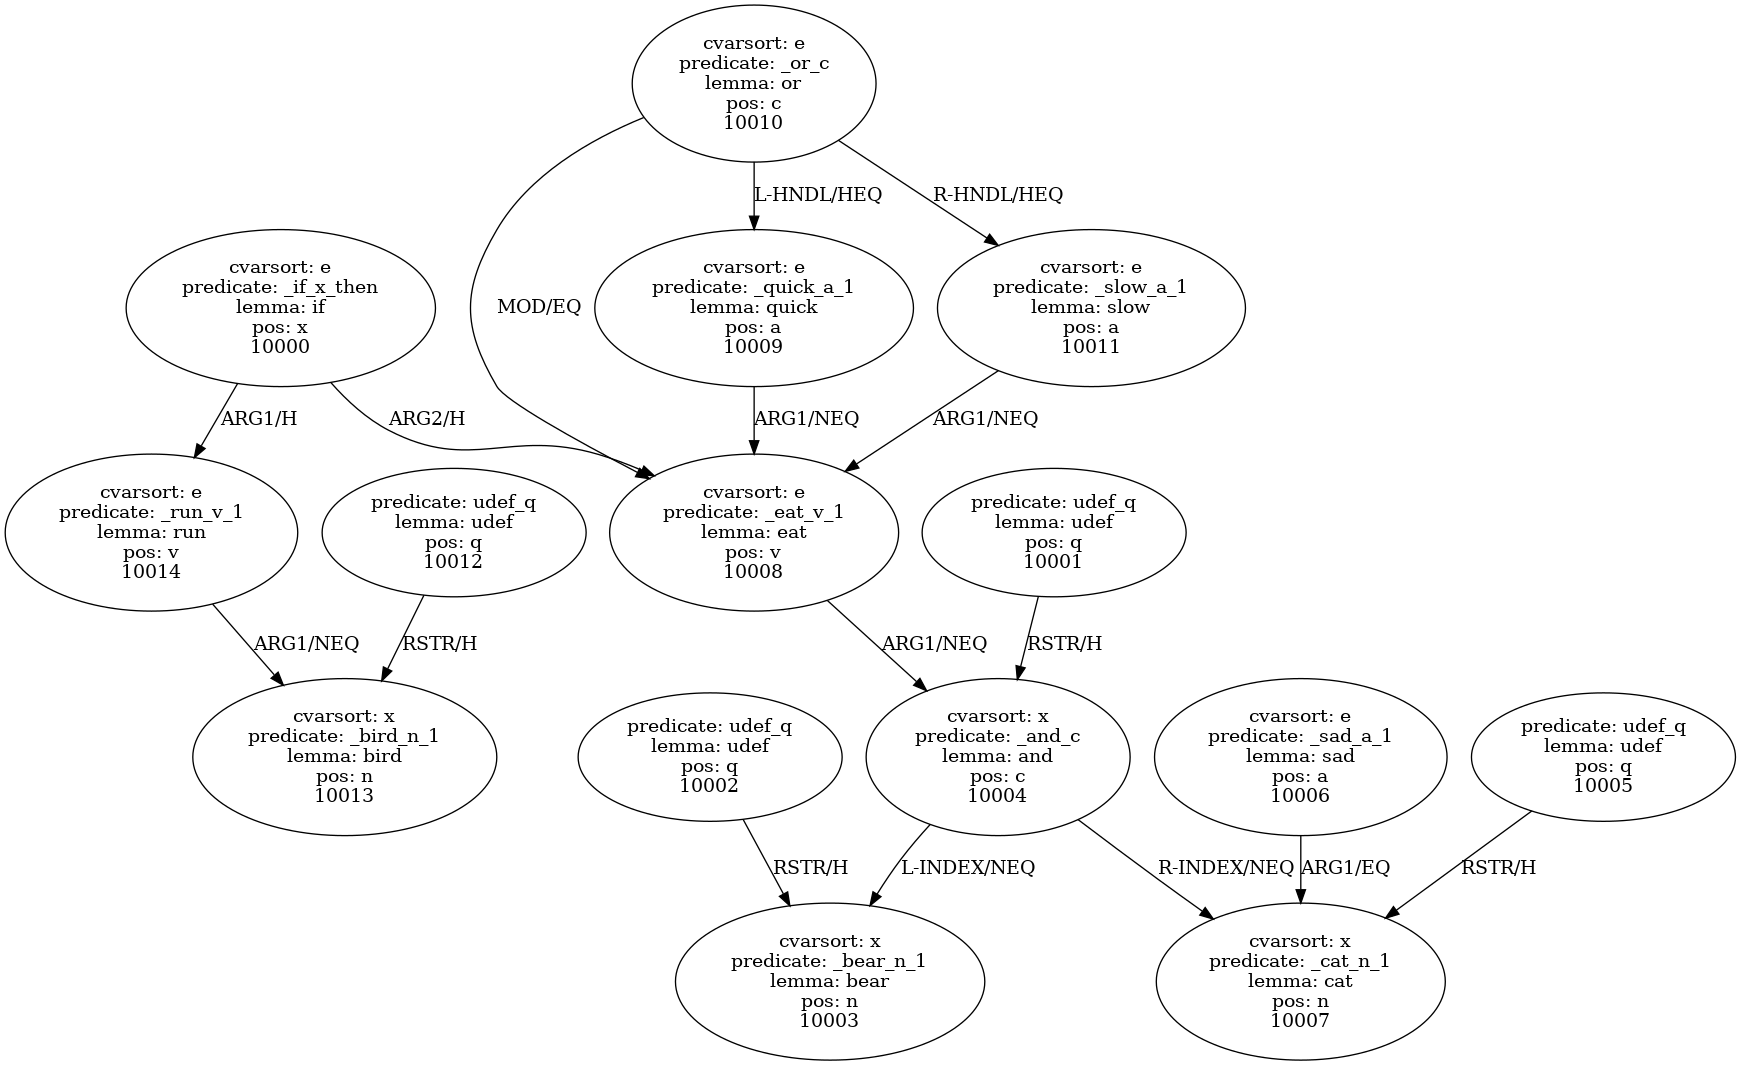 cvarsort: e
predicate: _or_c
lemma: or
pos: c
10010
L-HNDL/HEQ
R-HNDL/HEQ
cvarsort: e
predicate: _if_x_then
lemma: if
pos: x
10000
MOD/EQ
cvarsort: e
predicate: _quick_a_1
lemma: quick
pos: a
10009
cvarsort: e
predicate: _slow_a_1
lemma: slow
pos: a
10011
ARG1/H
ARG2/H
ARG1/NEQ
ARG1/NEQ
cvarsort: e
predicate: _run_v_1
lemma: run
pos: v
10014
predicate: udef_q
lemma: udef
pos: q
10012
cvarsort: e
predicate: _eat_v_1
lemma: eat
pos: v
10008
predicate: udef_q
lemma: udef
pos: q
10001
ARG1/NEQ
RSTR/H
ARG1/NEQ
RSTR/H
cvarsort: x
predicate: _bird_n_1
lemma: bird
pos: n
10013
predicate: udef_q
lemma: udef
pos: q
10002
cvarsort: x
predicate: _and_c
lemma: and
pos: c
10004
cvarsort: e
predicate: _sad_a_1
lemma: sad
pos: a
10006
predicate: udef_q
lemma: udef
pos: q
10005
RSTR/H
L-INDEX/NEQ
R-INDEX/NEQ
ARG1/EQ
RSTR/H
cvarsort: x
predicate: _bear_n_1
lemma: bear
pos: n
10003
cvarsort: x
predicate: _cat_n_1
lemma: cat
pos: n
10007